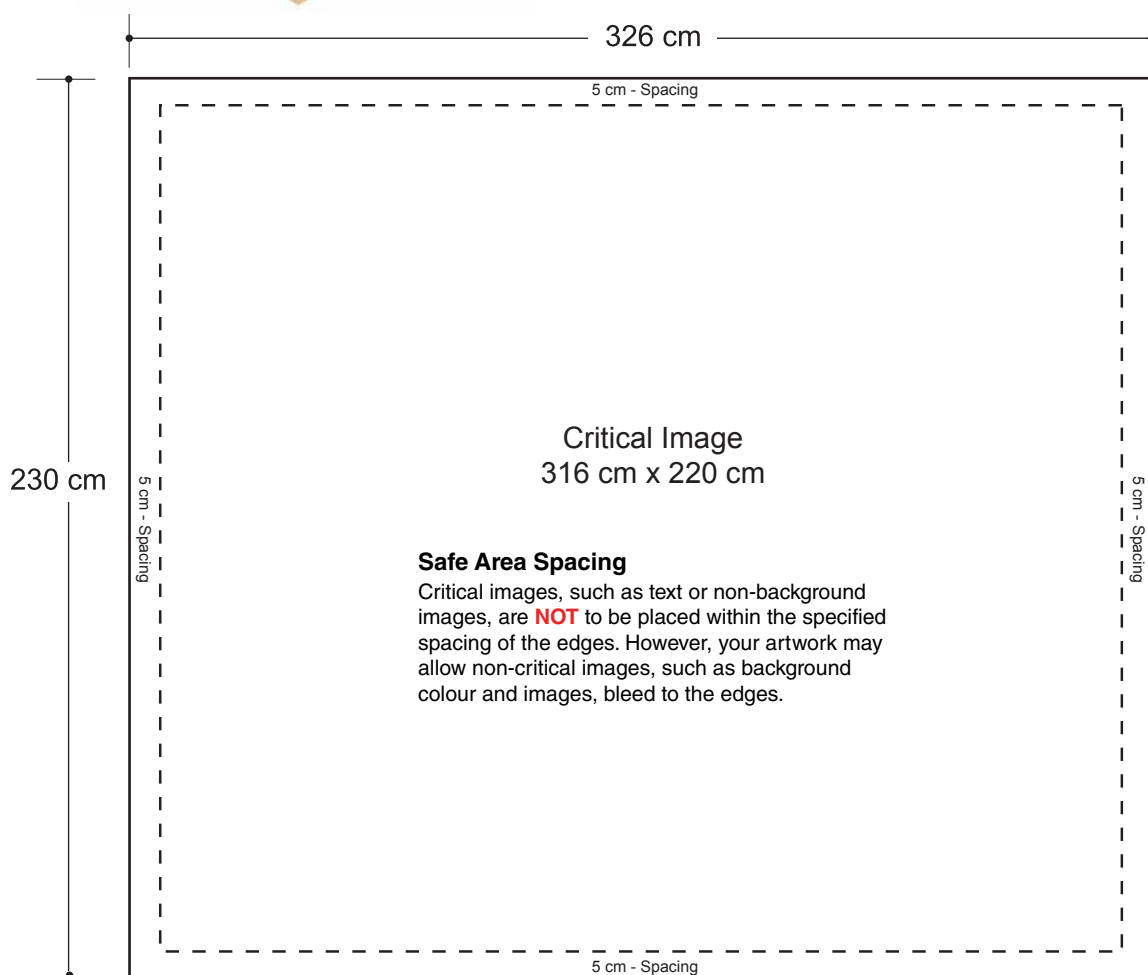 326 cm
5 cm - Spacing
230 cm
5 cm - Spacing
Critical Image
316 cm x 220 cm
5 cm - Spacing
Safe Area Spacing
Critical images, such as text or non-background
images, are NOT to be placed within the specified
spacing of the edges. However, your artwork may
allow non-critical images, such as background
colour and images, bleed to the edges.
5 cm - Spacing